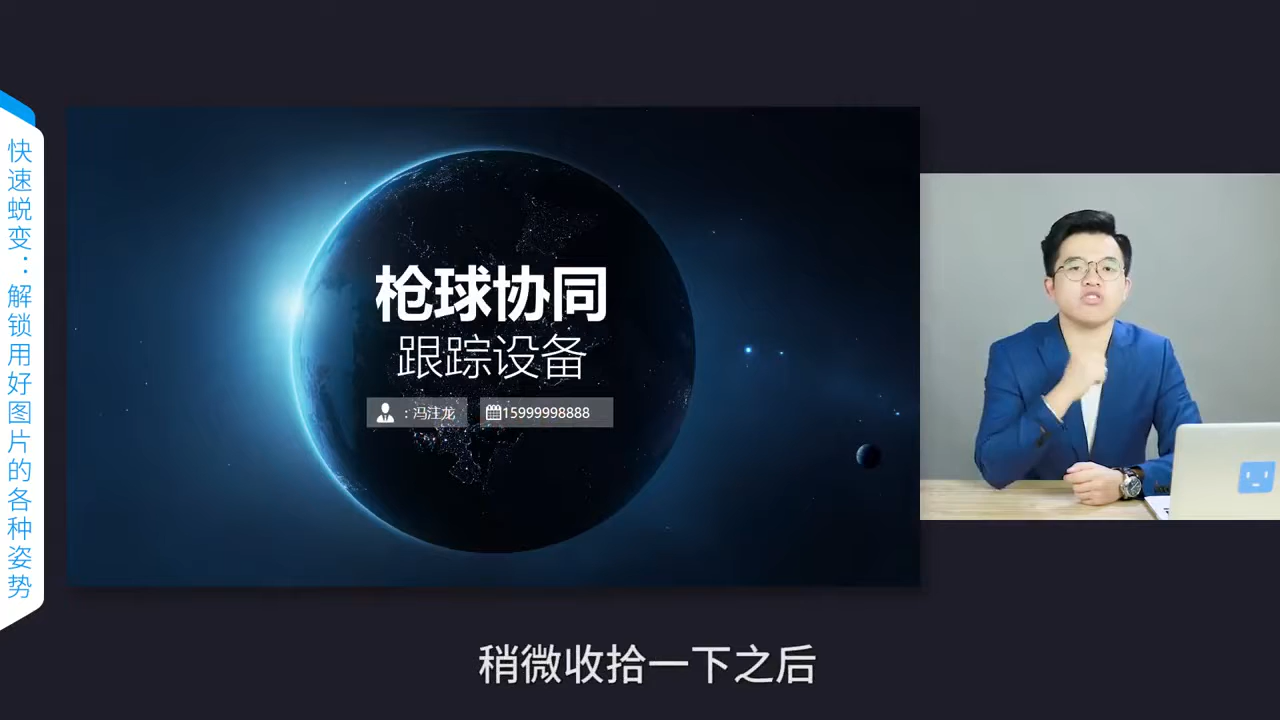 快速蜕变：解锁用好图片的各种姿势
枪球协同
跟踪设备
：冯注龙
15999998888
稍微收拾一下之后